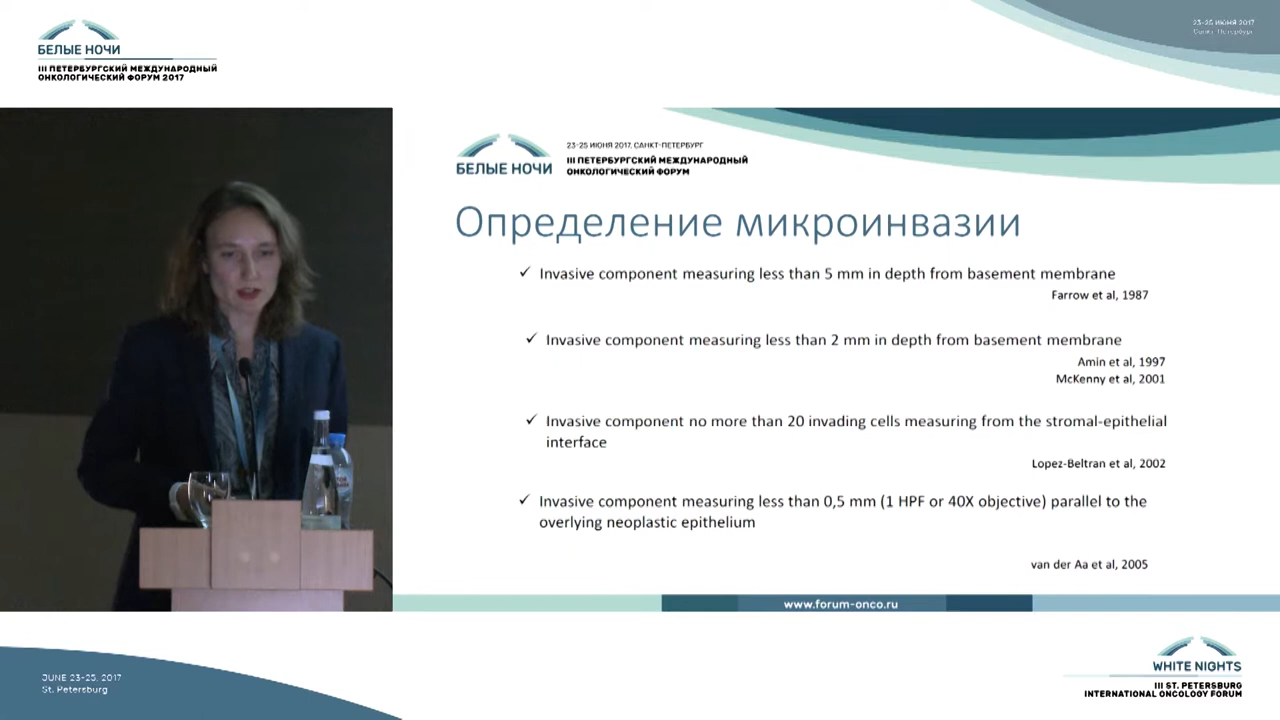 БЕЛЫЕ НОЧИ
III ПЕТЕРБУРГСКИЙ МЕЖДУНАРОДНЫЙ
ОНКОЛОГИЧЕСКИЙ ФОРУМ 2017
23-25 ИЮНЯ 2017
Санкт-Петербург
БЕЛЫЕ НОЧИ
23-25 ИЮНЯ 2017, САНКТ-ПЕТЕРБУРГ
III ПЕТЕРБУРГСКИЙ МЕЖДУНАРОДНЫЙ
ОНКОЛОГИЧЕСКИЙ ФОРУМ
Определение микроинвазии
✓ Invasive component measuring less than 5 mm in depth from basement membrane
Farrow et al, 1987
✓ Invasive component measuring less than 2 mm in depth from basement membrane
Amin et al, 1997
McKenny et al, 2001
✓ Invasive component no more than 20 invading cells measuring from the stromal-epithelial
interface
Lopez-Beltran et al, 2002
✓ Invasive component measuring less than 0,5 mm (1 HPF or 40X objective) parallel to the
overlying neoplastic epithelium
van der Aa et al, 2005
www.forum-onco.ru
JUNE 23-25, 2017
St. Petersburg
WHITE NIGHTS
III ST. PETERSBURG
INTERNATIONAL ONCOLOGY FORUM